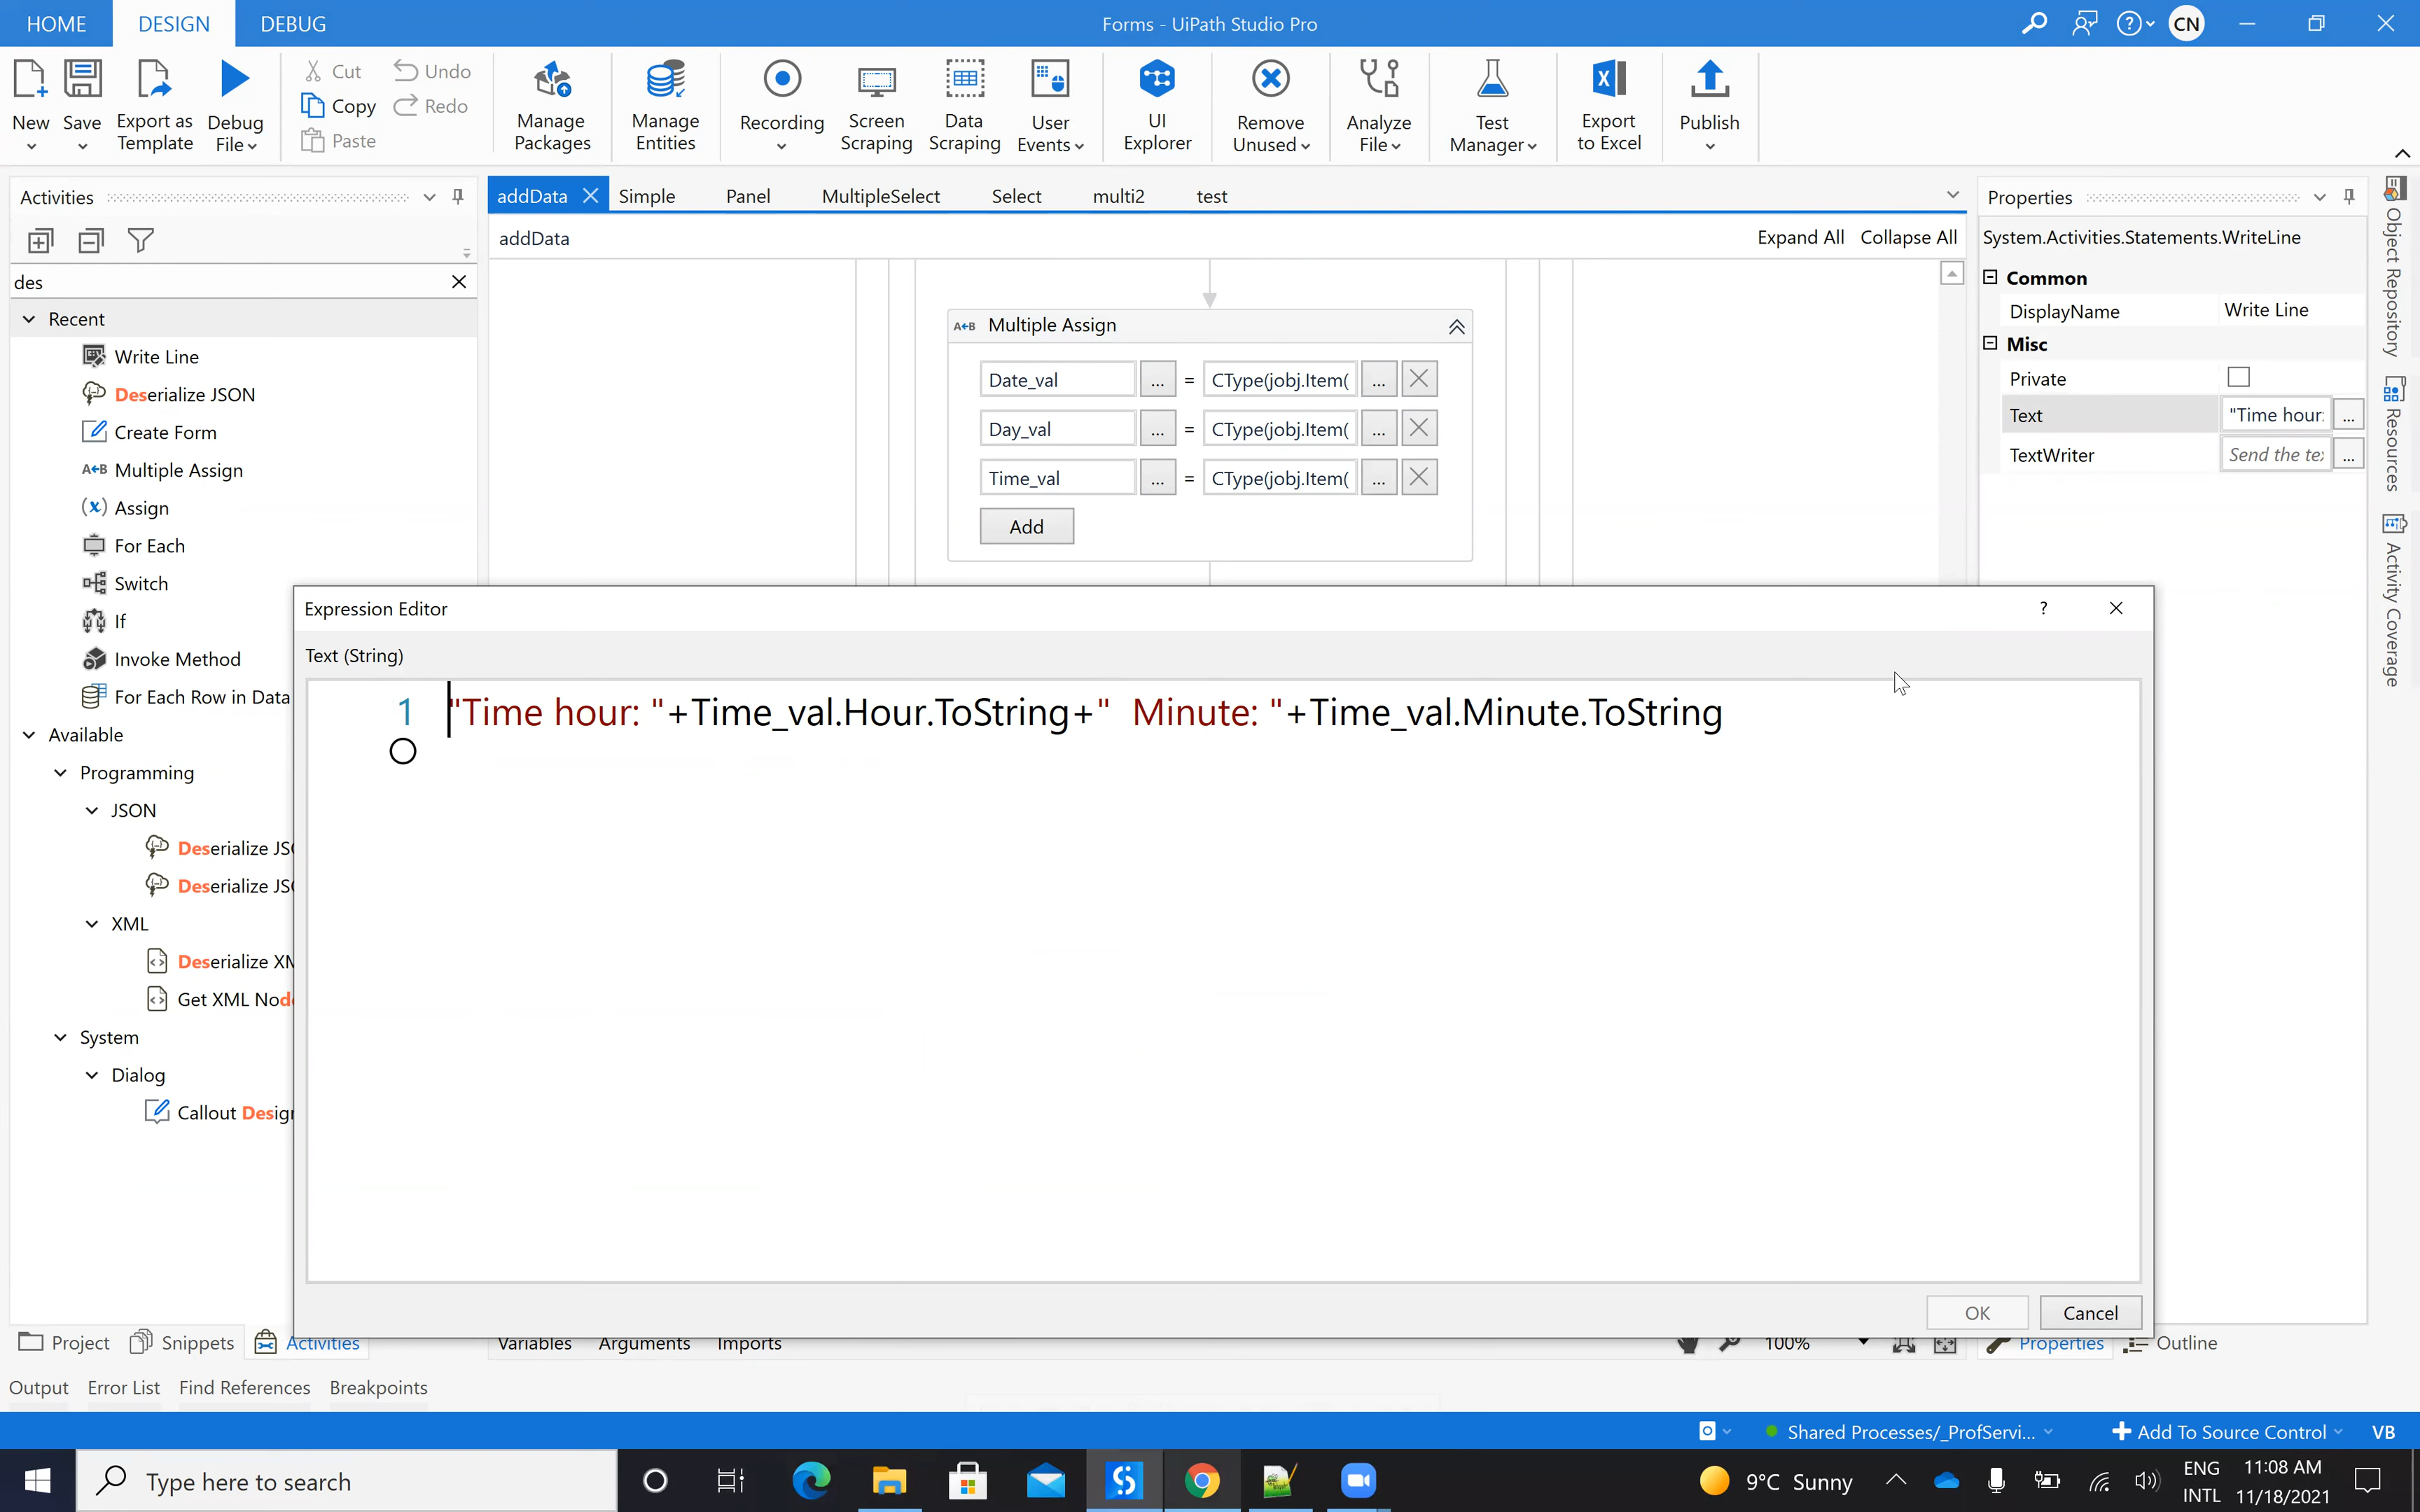 HOME DESIGN DEBUG Forms - UiPath Studio Pro CN
New Save Export as Template Debug File Cut Copy Paste Undo Redo Manage Packages Manage Entities Recording Screen Scraping Data Scraping User Events UI Explorer Remove Unused Analyze File Test Manager Export to Excel Publish
Activities addData Simple Panel MultipleSelect Select multi2 test Properties
addData Expand All Collapse All System.Activities.Statements.WriteLine
des
Recent
Write Line
Deserialize JSON
Create Form
Multiple Assign
Assign
For Each
Switch
If
Invoke Method
For Each Row in Data
Available
Programming
JSON
Deserialize
Deserialize
XML
Deserialize
Get XML
System
Dialog
Callout
A+B Multiple Assign
Date_val ... = CType(jobj.Item( ...
Day_val ... = CType(jobj.Item( ...
Time_val ... = CType(jobj.Item( ...
Add
Common
DisplayName Write Line
Misc
Private
Text "Time hour: ...
TextWriter Send the te ...
Object Repository
Resources
Activity Coverage
Expression Editor ?
Text (String)
1 "Time hour: "+Time_val.Hour.ToString+"  Minute: "+Time_val.Minute.ToString
OK Cancel
Project Snippets Activities Variables Arguments Imports 100% Properties Outline
Output Error List Find References Breakpoints
Shared Processes/_ProfServi... Add To Source Control VB
Type here to search 9°C Sunny ENG INTL 11:08 AM 11/18/2021